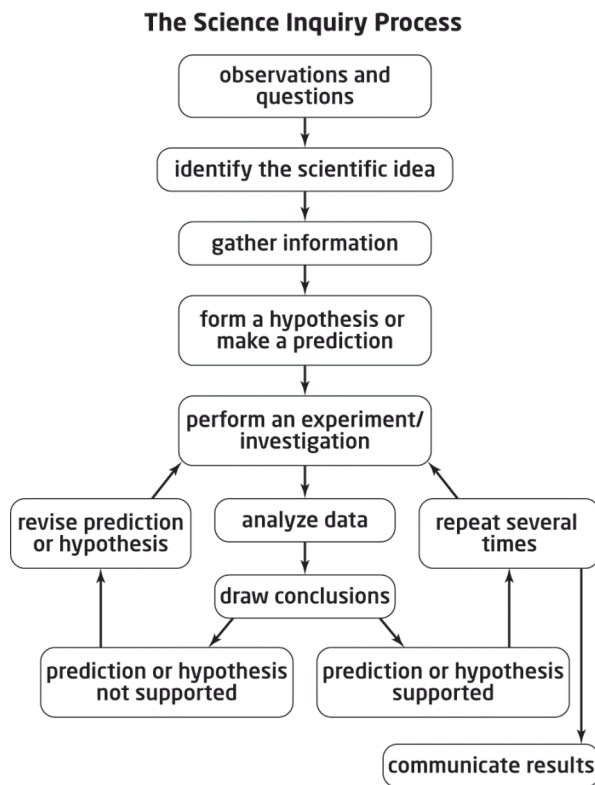 The Science Inquiry Process
observations and
questions
identify the scientific idea
gather information
form a hypothesis or
make a prediction
perform an experiment/
investigation
revise prediction
or hypothesis
analyze data
repeat several
times
draw conclusions
prediction or hypothesis
not supported
prediction or hypothesis
supported
communicate results